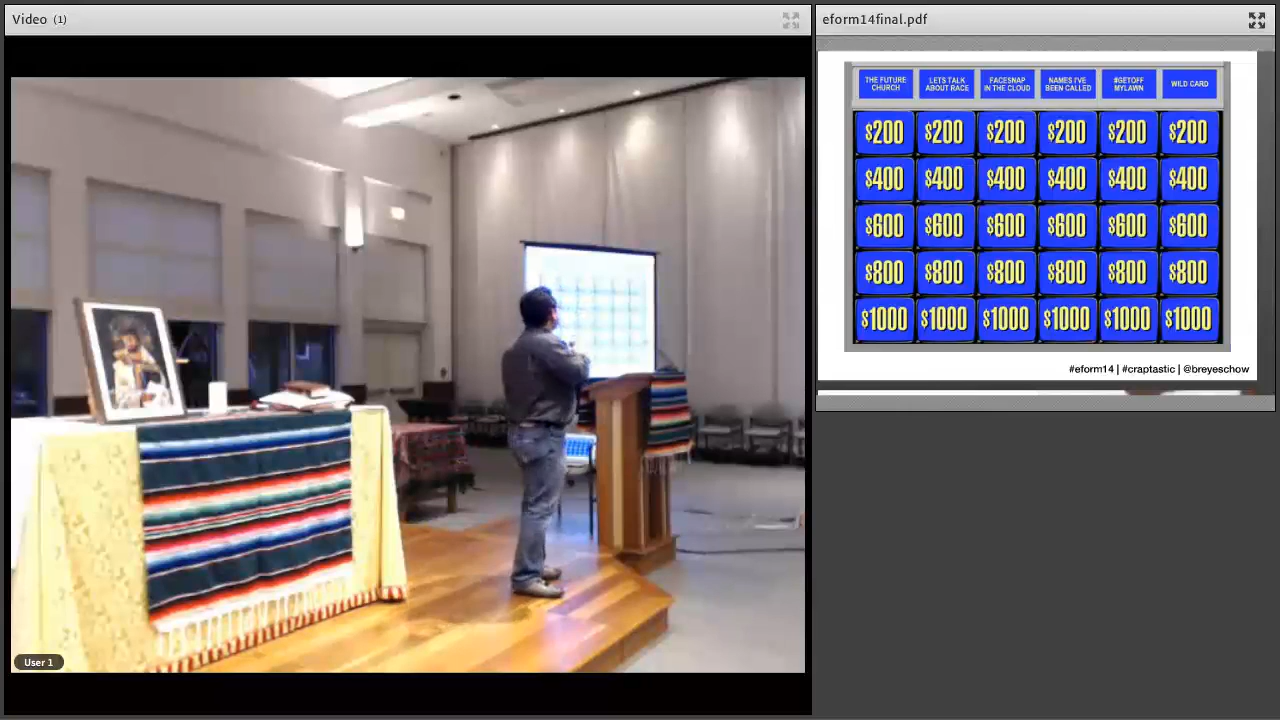 Video (1)
eform14final.pdf
THE FUTURE CHURCH
LETS TALK ABOUT RACE
FACESNAP IN THE CLOUD
NAMES I'VE BEEN CALLED
#GETOFF MYLAWN
WILD CARD
$200 $200 $200 $200 $200 $200
$400 $400 $400 $400 $400 $400
$600 $600 $600 $600 $600 $600
$800 $800 $800 $800 $800 $800
$1000 $1000 $1000 $1000 $1000 $1000
#eform14 | #craptastic | @breyeschow
User 1